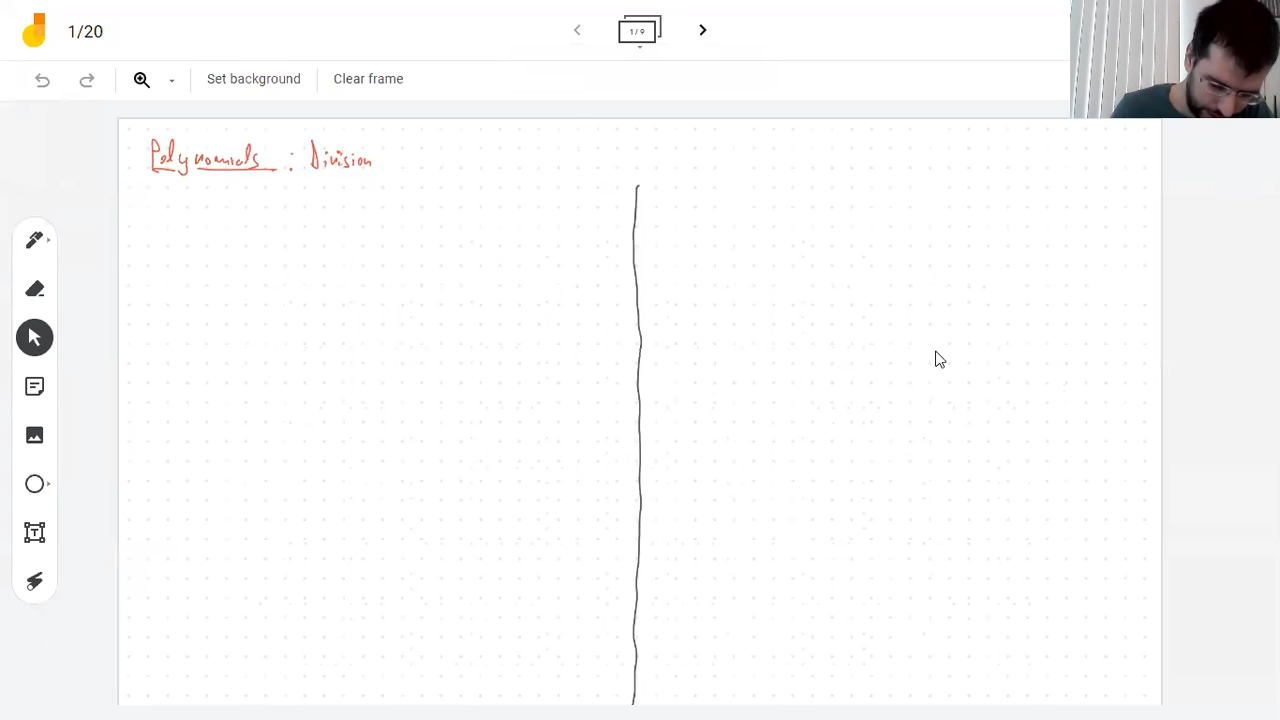 1/20
1/9
Set background
Clear frame
Polynomials : Division